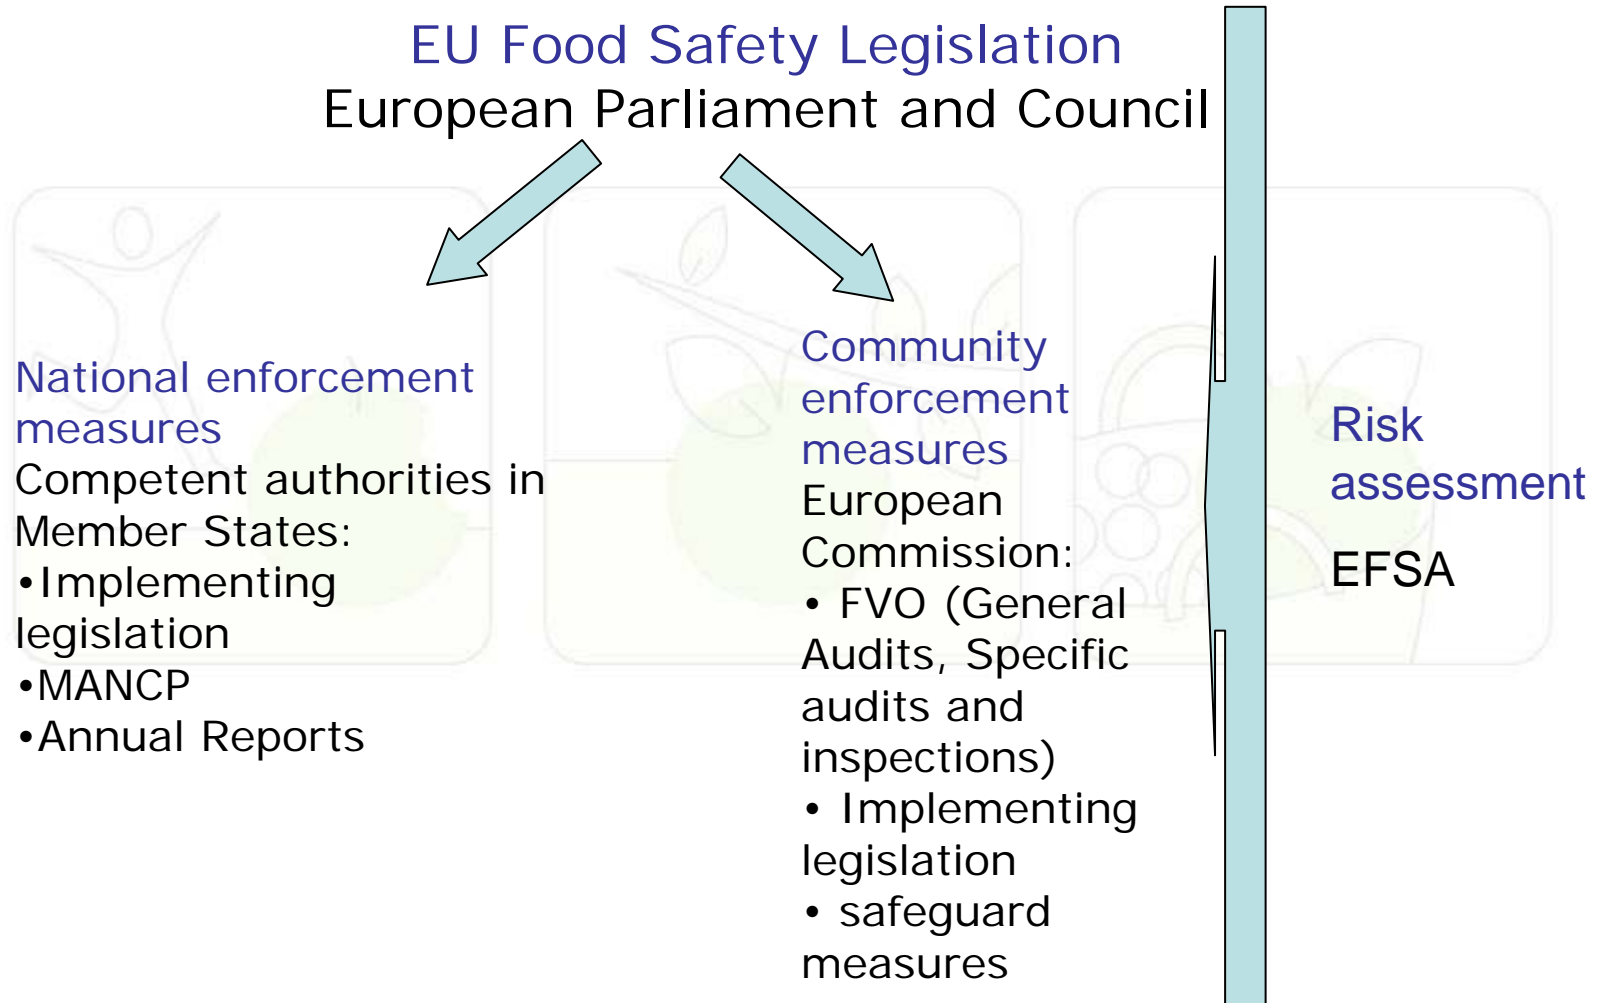 EU Food Safety Legislation
European Parliament and Council
National enforcement
measures
Competent authorities in
Member States:
•Implementing
legislation
•MANCP
•Annual Reports
Community
enforcement
measures
European
Commission:
• FVO (General
Audits, Specific
audits and
inspections)
• Implementing
legislation
• safeguard
measures
Risk
assessment
EFSA